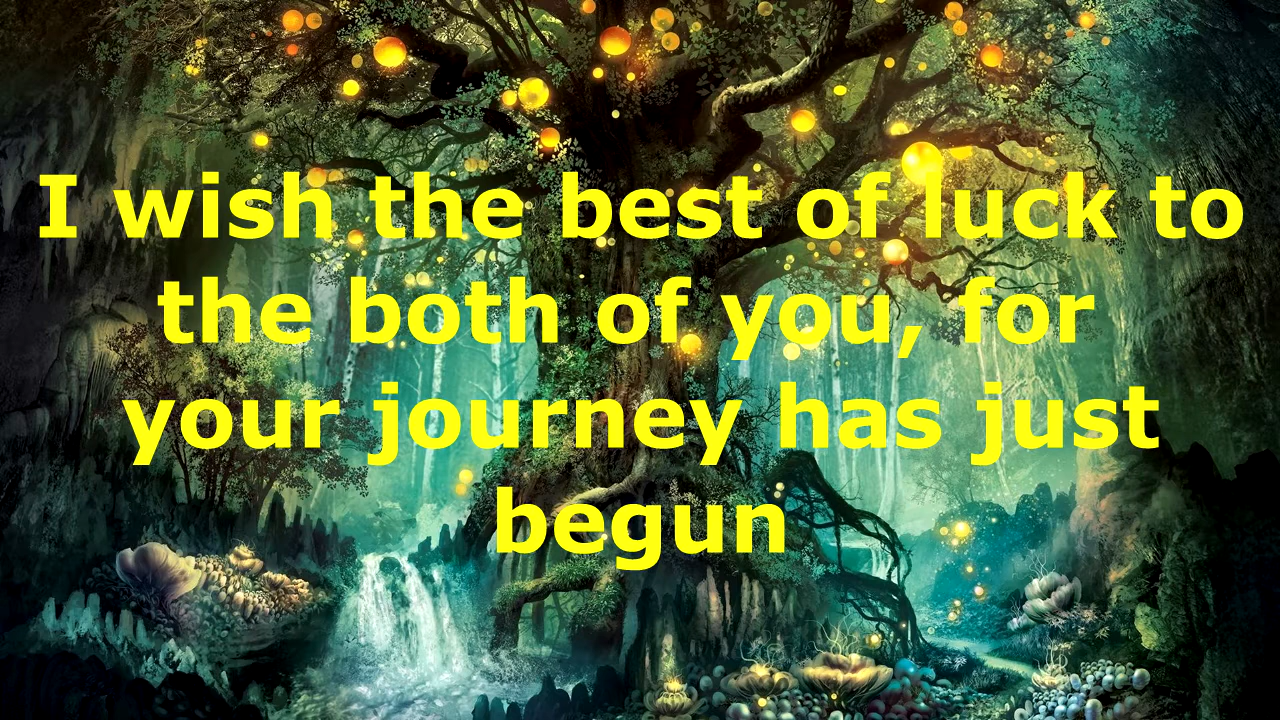 I wish the best of luck to
the both of you, for
your journey has just
begun